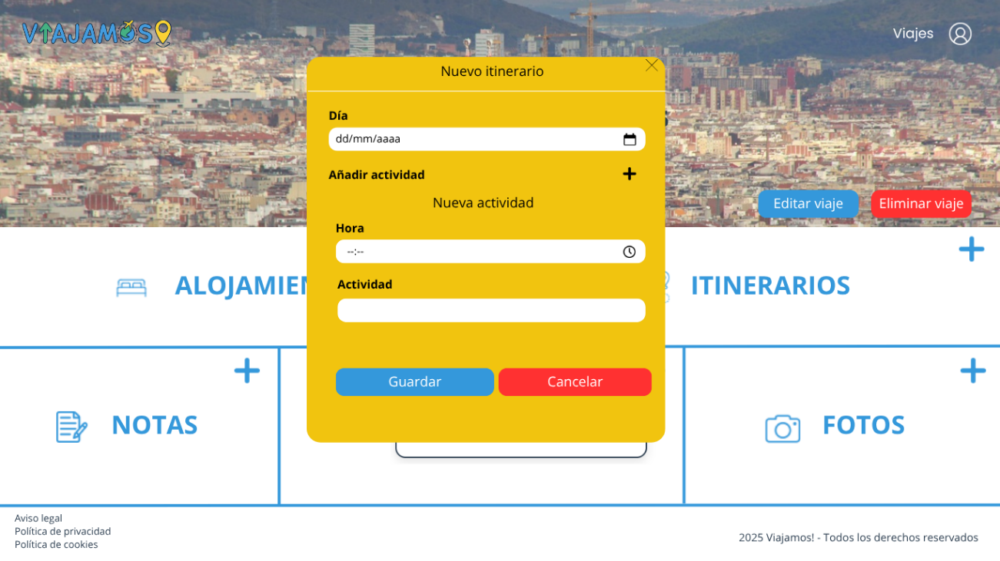 VIAJAMOS
Viajes
Nuevo itinerario
Día
dd/mm/aaaa
Añadir actividad
Nueva actividad
Editar viaje
Eliminar viaje
Hora
--:--
Actividad
ITINERARIOS
Guardar
Cancelar
NOTAS
FOTOS
Aviso legal
Política de privacidad
Política de cookies
2025 Viajamos! - Todos los derechos reservados